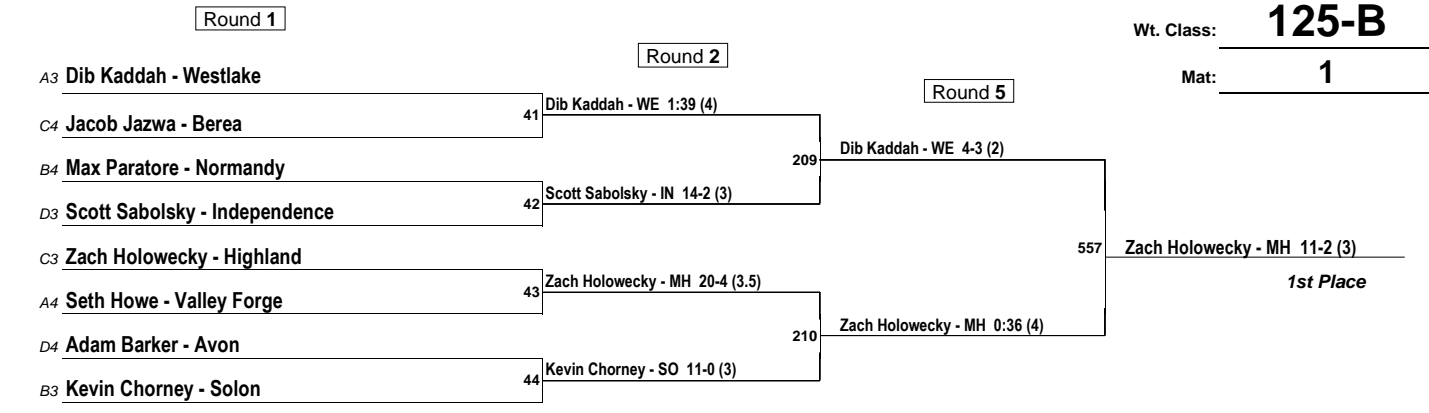 Round 1
Wt. Class: 125-B
Round 2
Mat: 1
A3 Dib Kaddah - Westlake
Round 5
41 Dib Kaddah - WE 1:39 (4)
C4 Jacob Jazwa - Berea
209 Dib Kaddah - WE 4-3 (2)
B4 Max Paratore - Normandy
42 Scott Sabolsky - IN 14-2 (3)
D3 Scott Sabolsky - Independence
557 Zach Holowecky - MH 11-2 (3)
C3 Zach Holowecky - Highland
1st Place
43 Zach Holowecky - MH 20-4 (3.5)
A4 Seth Howe - Valley Forge
210 Zach Holowecky - MH 0:36 (4)
D4 Adam Barker - Avon
44 Kevin Chorney - SO 11-0 (3)
B3 Kevin Chorney - Solon